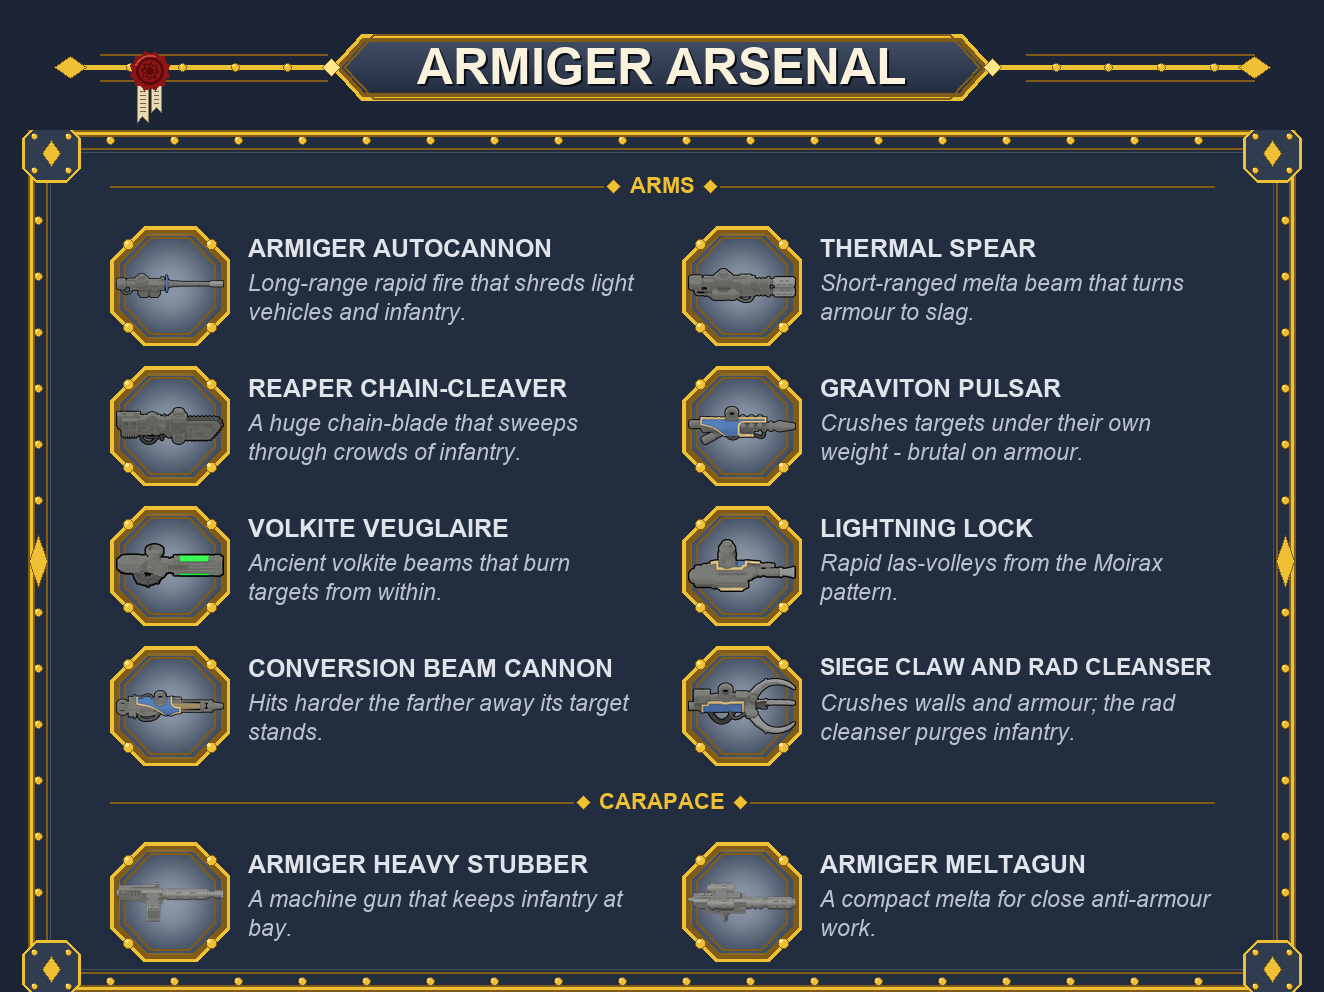 ARMIGER ARSENAL
ARMS
ARMIGER AUTOCANNON
Long-range rapid fire that shreds light
vehicles and infantry.
THERMAL SPEAR
Short-ranged melta beam that turns
armour to slag.
REAPER CHAIN-CLEAVER
A huge chain-blade that sweeps
through crowds of infantry.
GRAVITON PULSAR
Crushes targets under their own
weight - brutal on armour.
VOLKITE VEUGLAIRE
Ancient volkite beams that burn
targets from within.
LIGHTNING LOCK
Rapid las-volleys from the Moirax
pattern.
CONVERSION BEAM CANNON
Hits harder the farther away its target
stands.
SIEGE CLAW AND RAD CLEANSER
Crushes walls and armour; the rad
cleanser purges infantry.
CARAPACE
ARMIGER HEAVY STUBBER
A machine gun that keeps infantry at
bay.
ARMIGER MELTAGUN
A compact melta for close anti-armour
work.